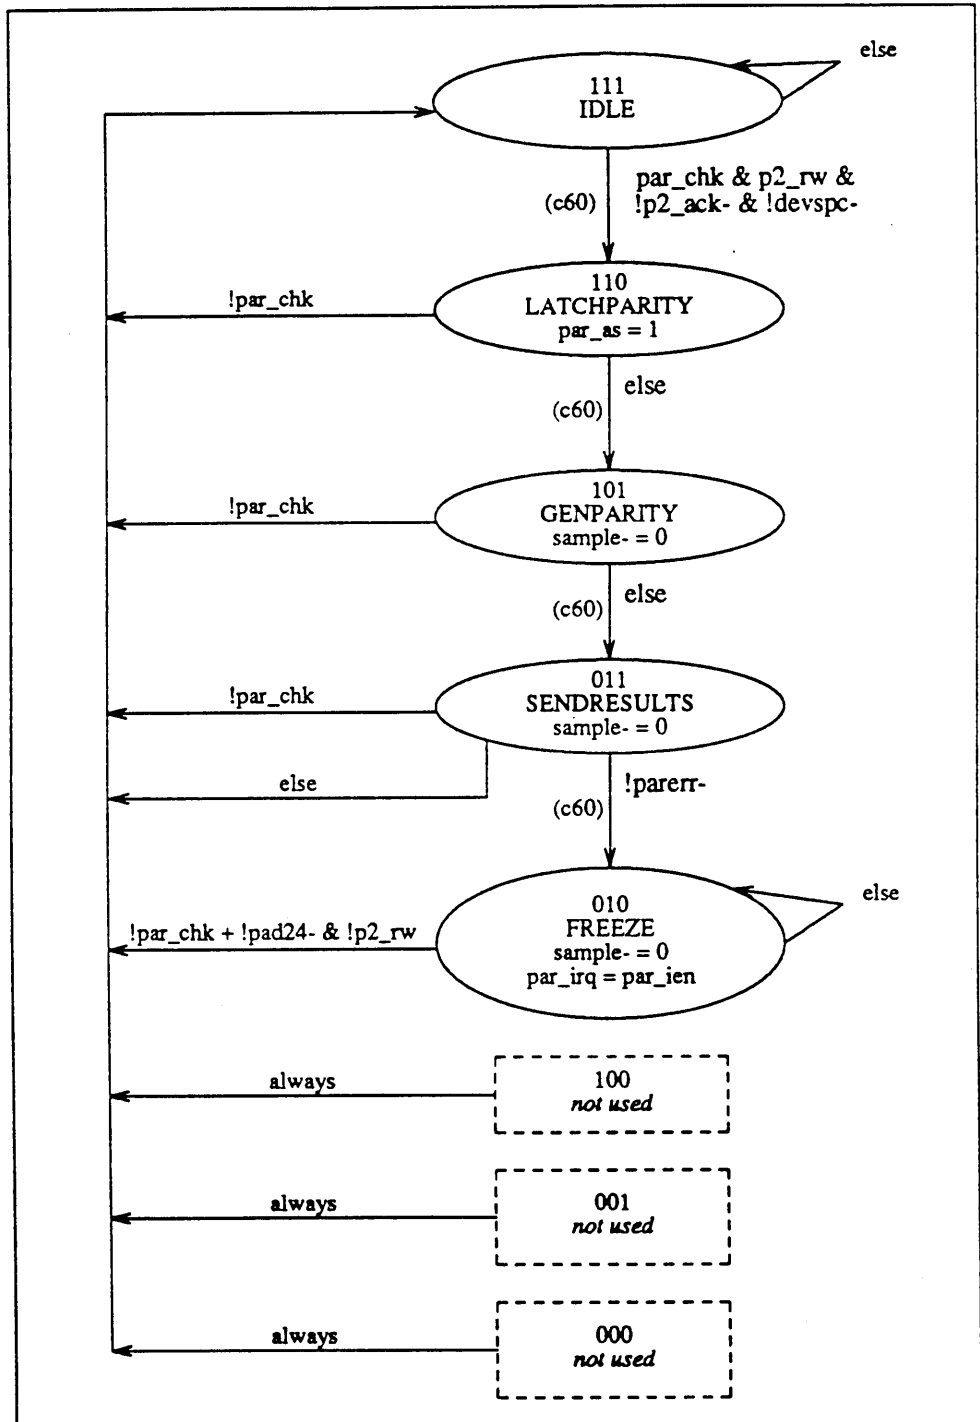 else
111
IDLE
par_chk & p2_rw &
(c60)
!p2_ack- & !devspc-
110
!par_chk
LATCHPARITY
par_as = 1
else
(c60)
101
!par_chk
GENPARITY
sample- = 0
else
(c60)
011
!par_chk
SENDRESULTS
sample- = 0
else
!parerr-
(c60)
else
010
FREEZE
!par_chk + !pad24- & !p2_rw
sample- = 0
par_irq = par_ien
always
100
not used
always
001
not used
always
000
not used